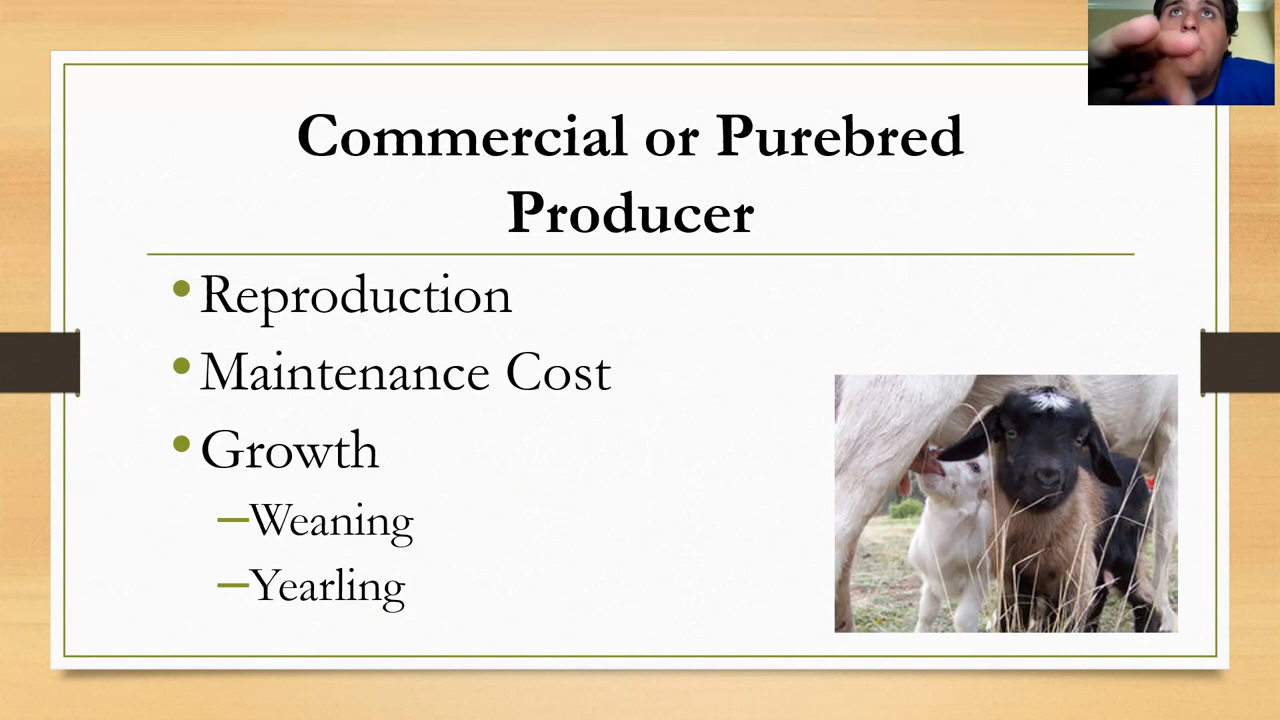 Commercial or Purebred
Producer
• Reproduction
• Maintenance Cost
• Growth
– Weaning
– Yearling